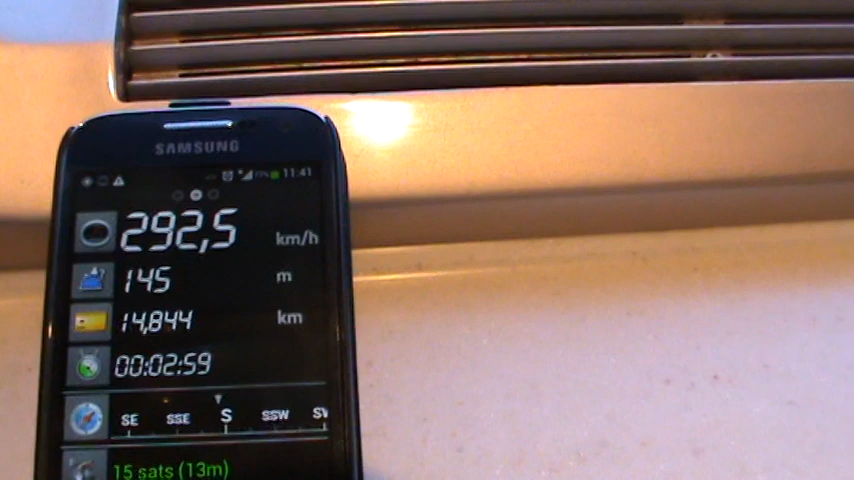 SAMSUNG
77% 11:41
292,5 km/h
145 m
14,844 km
00:02:59
SE SSE S SSW
15 sats (13m)